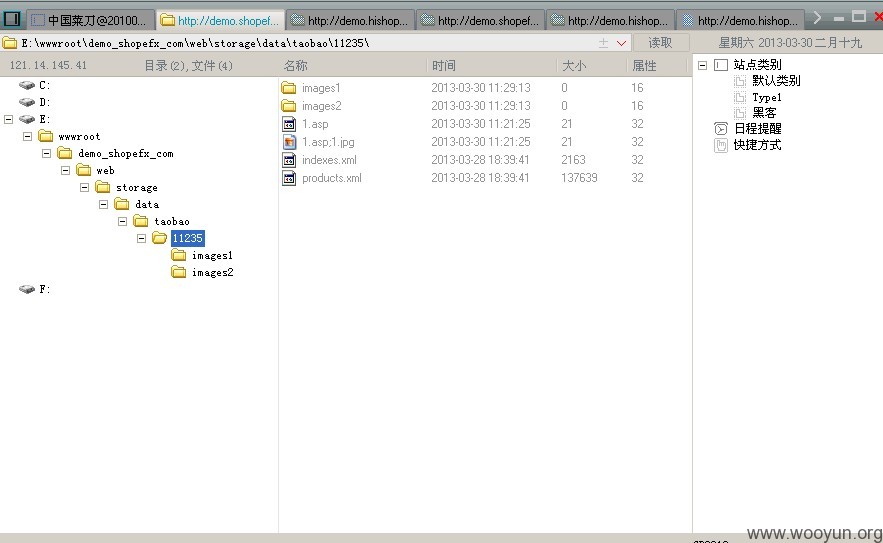 中国菜刀@20100... http://demo.shopefx... http://demo.hishop... http://demo.shopef... http://demo.hishop... http://demo.hishop...
E:\wwwroot\demo_shopefx_com\web\storage\data\taobao\11235\ 读取 星期六 2013-03-30 二月十九
121.14.145.41 目录(2),文件(4) 名称 时间 大小 属性
C:
D:
E:
wwwroot
demo_shopefx_com
web
storage
data
taobao
11235
images1
images2
F:
images1 2013-03-30 11:29:13 0 16
images2 2013-03-30 11:29:13 0 16
1.asp 2013-03-30 11:21:25 21 32
1.asp;1.jpg 2013-03-30 11:21:25 21 32
indexes.xml 2013-03-28 18:39:41 2163 32
products.xml 2013-03-28 18:39:41 137639 32
站点类别
默认类别
Type1
黑客
日程提醒
快捷方式
www.wooyun.org